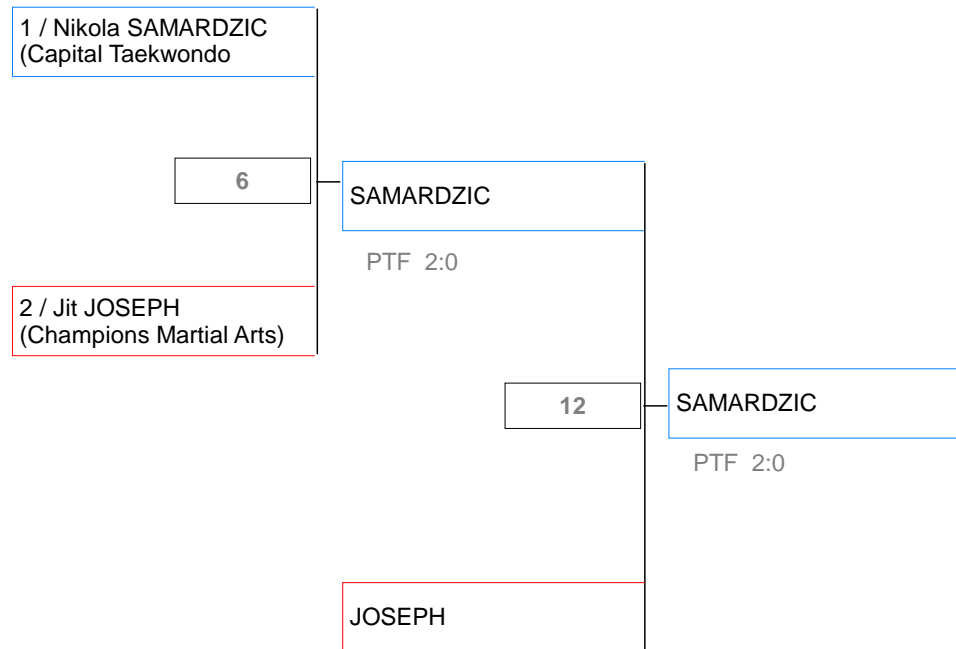 1 / Nikola SAMARDZIC
(Capital Taekwondo
6
SAMARDZIC
PTF 2:0
2 / Jit JOSEPH
(Champions Martial Arts)
12
SAMARDZIC
PTF 2:0
JOSEPH